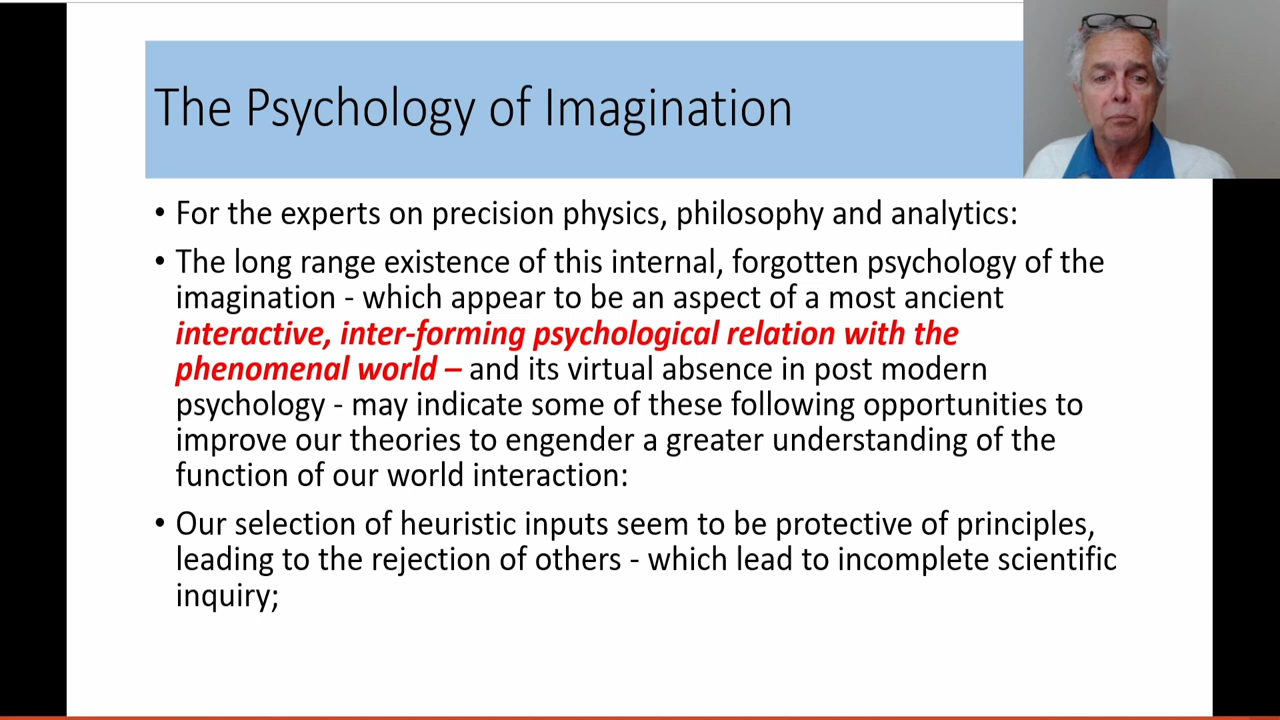 The Psychology of Imagination
• For the experts on precision physics, philosophy and analytics:
• The long range existence of this internal, forgotten psychology of the
imagination - which appear to be an aspect of a most ancient
interactive, inter-forming psychological relation with the
phenomenal world – and its virtual absence in post modern
psychology - may indicate some of these following opportunities to
improve our theories to engender a greater understanding of the
function of our world interaction:
• Our selection of heuristic inputs seem to be protective of principles,
leading to the rejection of others - which lead to incomplete scientific
inquiry;